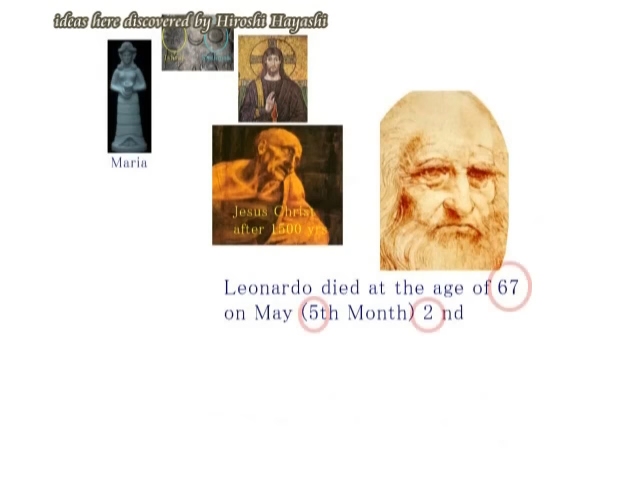 ideas here discovered by Hiroshi Hayashi
Maria
Jesus Christ
after 1500 yrs
Leonardo died at the age of 67
on May (5th Month) 2 nd